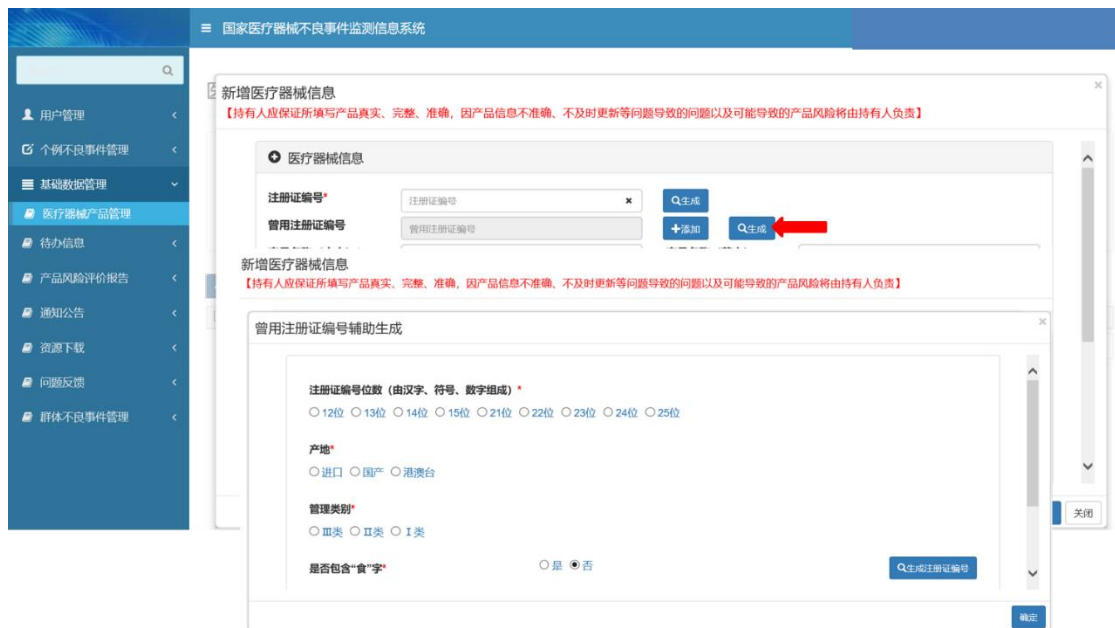 国家医疗器械不良事件监测信息系统
用户管理
个例不良事件管理
基础数据管理
医疗器械产品管理
待办信息
产品风险评价报告
通知公告
资源下载
问题反馈
群体不良事件管理
新增医疗器械信息
【持有人应保证所填写产品真实、完整、准确，因产品信息不准确、不及时更新等问题导致的问题以及可能导致的产品风险将由持有人负责】
医疗器械信息
注册证编号* 注册证编号 × 生成
曾用注册证编号 曾用注册证编号 +添加 生成
新增医疗器械信息
【持有人应保证所填写产品真实、完整、准确，因产品信息不准确、不及时更新等问题导致的问题以及可能导致的产品风险将由持有人负责】
曾用注册证编号辅助生成
注册证编号位数（由汉字、符号、数字组成）*
12位 13位 14位 15位 21位 22位 23位 24位 25位
产地*
进口 国产 港澳台
管理类别*
Ⅲ类 Ⅱ类 Ⅰ类
是否包含“食”字* 是 否 生成注册证编号
确定
关闭